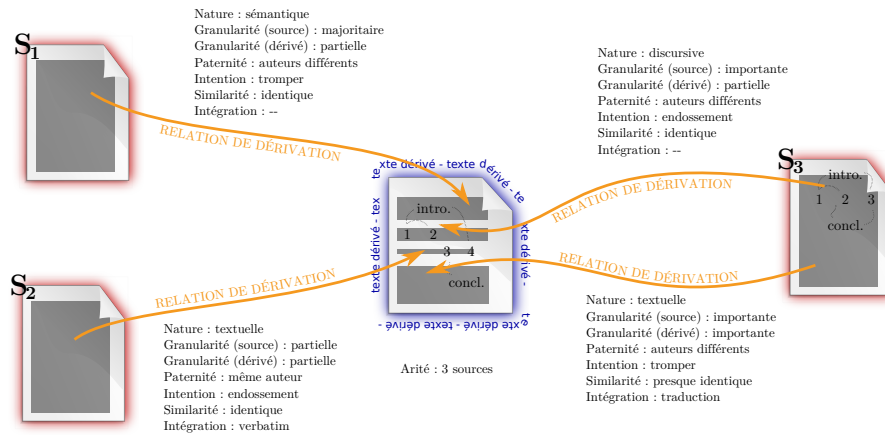 S1
Nature : sémantique
Granularité (source) : majoritaire
Granularité (dérivé) : partielle
Paternité : auteurs différents
Intention : tromper
Similarité : identique
Intégration : --
RELATION DE DÉRIVATION
Nature : discursive
Granularité (source) : importante
Granularité (dérivé) : partielle
Paternité : auteurs différents
Intention : endossement
Similarité : identique
Intégration : --
RELATION DE DÉRIVATION
S3
intro.
1 2 3
concl.
texte dérivé - texte dérivé - texte dérivé - texte dérivé - texte dérivé - texte dérivé -
intro.
1 2
3 4
concl.
Arité : 3 sources
S2
RELATION DE DÉRIVATION
Nature : textuelle
Granularité (source) : partielle
Granularité (dérivé) : partielle
Paternité : même auteur
Intention : endossement
Similarité : identique
Intégration : verbatim
RELATION DE DÉRIVATION
Nature : textuelle
Granularité (source) : importante
Granularité (dérivé) : importante
Paternité : auteurs différents
Intention : tromper
Similarité : presque identique
Intégration : traduction